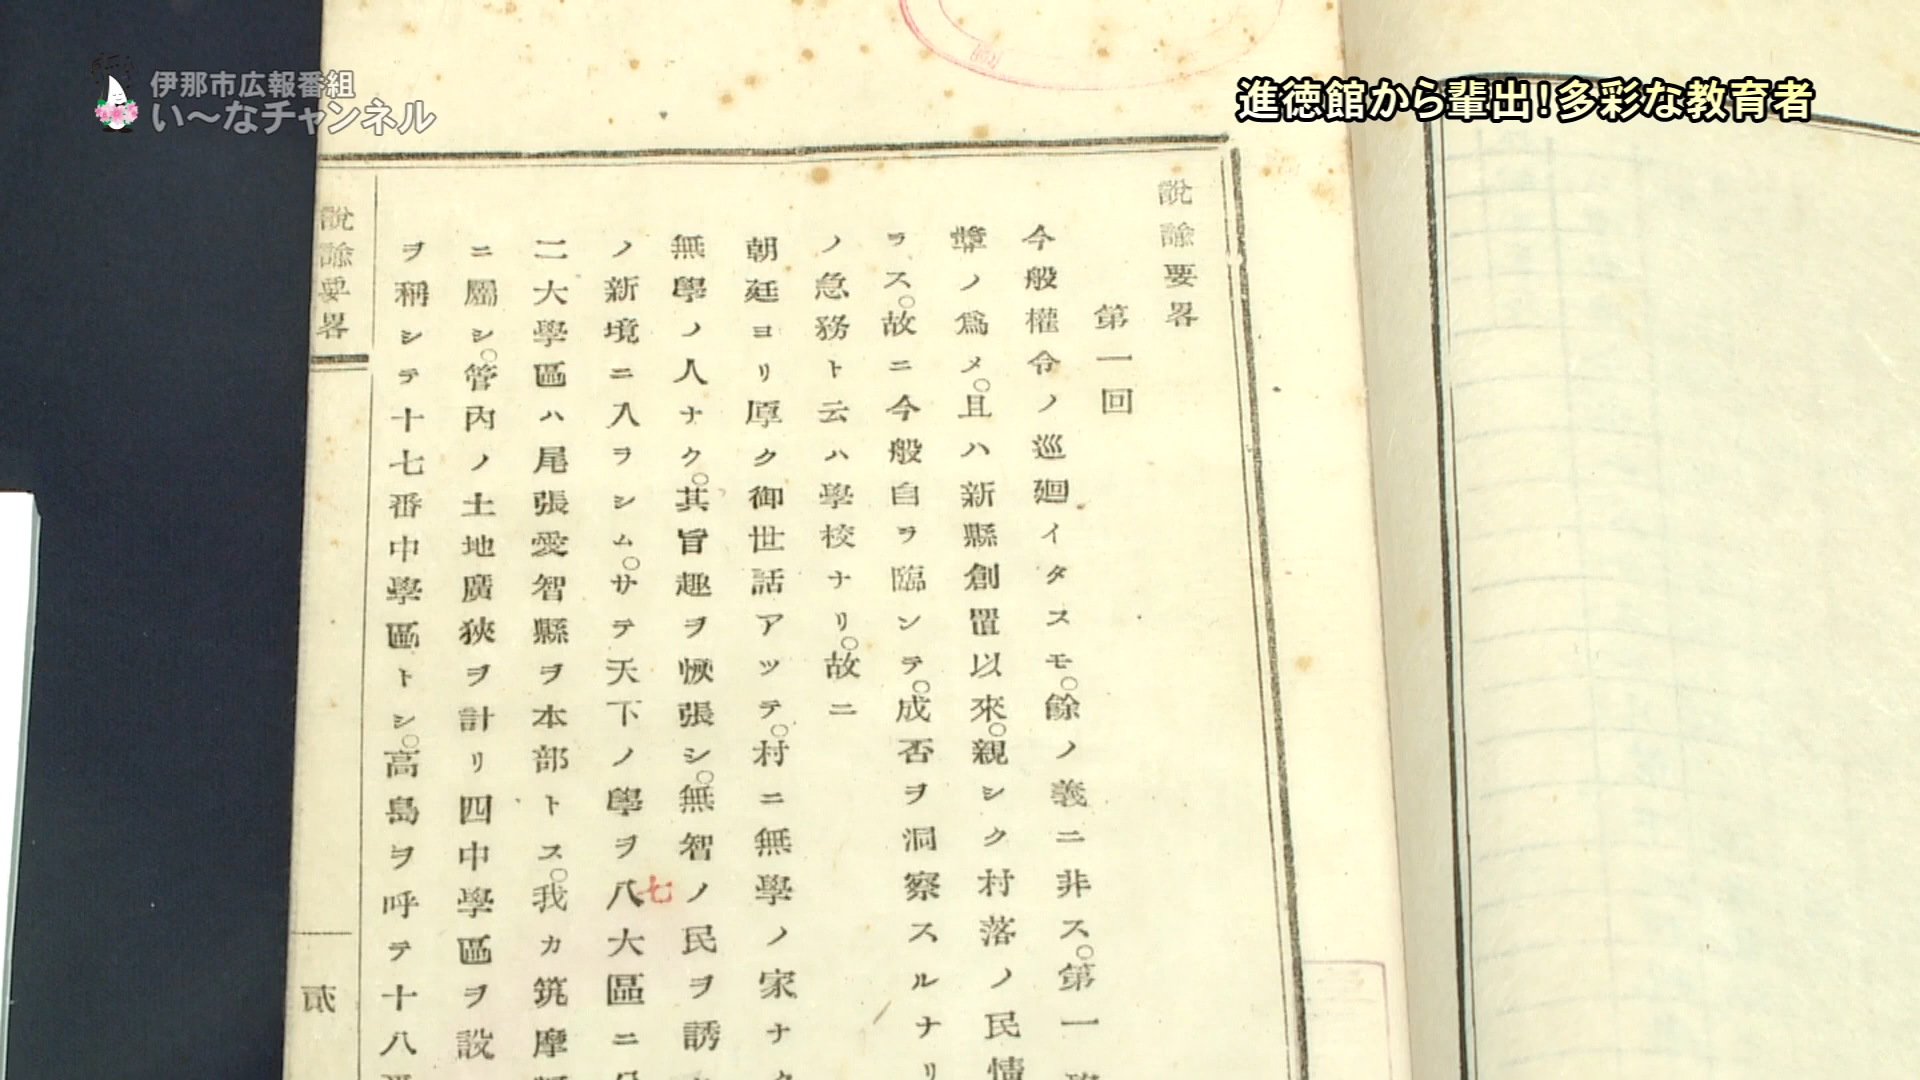 伊那市広報番組
い〜なチャンネル
進徳館から輩出!多彩な教育者
說諭要畧
第一回
今般權令ノ巡廻イタスモ。餘ノ義ニ非ス。第一
ノ爲メ。且ハ新縣創置以來。親シク村落ノ民情
ラス。故ニ今般自ラ臨ンテ。成否ヲ洞察スルナリ
ノ急務ト云ハ學校ナリ。故ニ
朝廷ヨリ厚ク御世話アツテ。村ニ無學ノ家ナク
無學ノ人ナク。其旨趣ヲ恢張シ。無智ノ民ヲ誘
ノ新境ニ入ラシム。サテ天下ノ學ヲ八大區ニ分
七
二大學區ハ尾張愛智縣ヲ本部トス。我カ筑摩縣
ニ屬シ。管內ノ土地廣狹ヲ計リ四中學區ヲ設
ヲ稱シテ十七番中學區トシ。高島ヲ呼テ十八番
說諭要畧
貳